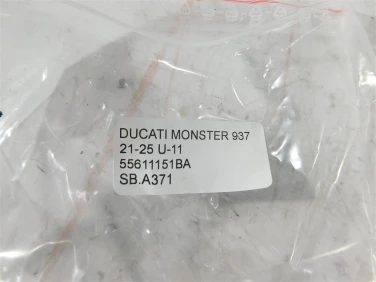 DUCATI MONSTER 937
21-25 U-11
55611151BA
SB.A371